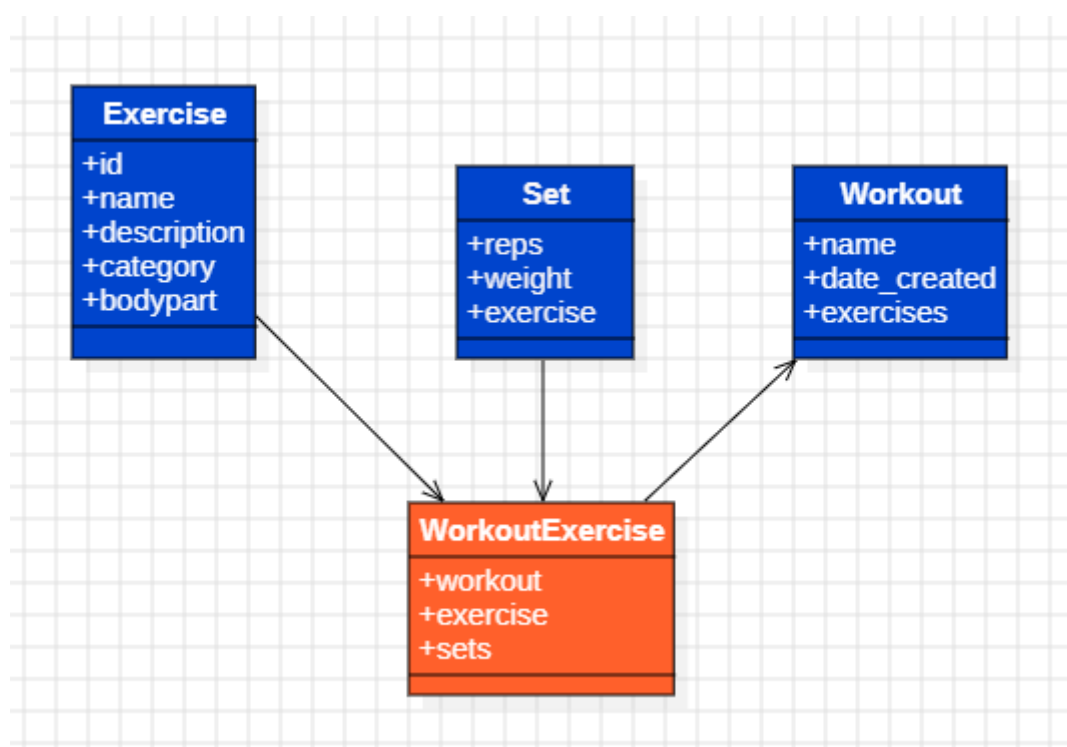 Exercise
+id
+name
+description
+category
+bodypart
Set
+reps
+weight
+exercise
Workout
+name
+date_created
+exercises
WorkoutExercise
+workout
+exercise
+sets